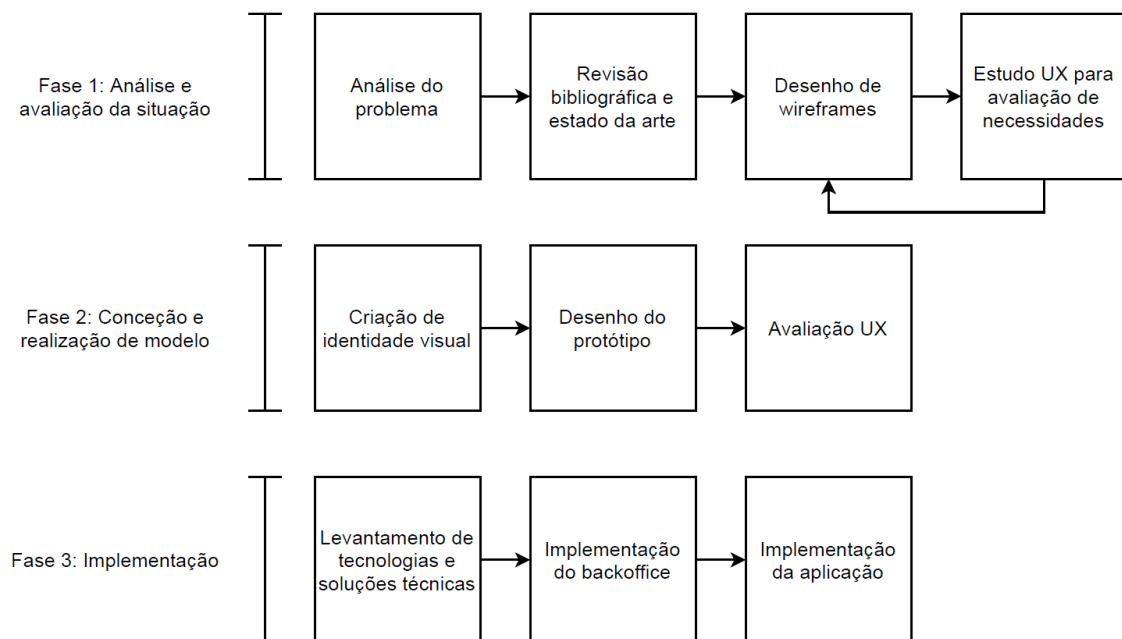 Fase 1: Análise e
avaliação da situação
Análise do
problema
Revisão
bibliográfica e
estado da arte
Desenho de
wireframes
Estudo UX para
avaliação de
necessidades
Fase 2: Conceção e
realização de modelo
Criação de
identidade visual
Desenho do
protótipo
Avaliação UX
Fase 3: Implementação
Levantamento de
tecnologias e
soluções técnicas
Implementação
do backoffice
Implementação
da aplicação